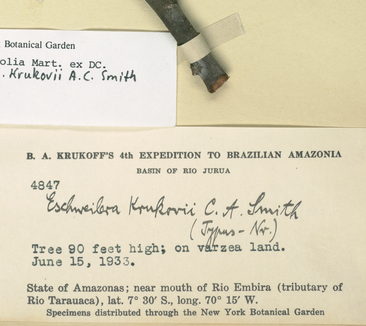 Botanical Garden
olia Mart. ex DC.
. Krukovii A.C. Smith
B. A. KRUKOFF'S 4th EXPEDITION TO BRAZILIAN AMAZONIA
BASIN OF RIO JURUA
4847
Eschweilera Krukovii C. A. Smith
(Typus - Nr.)
Tree 90 feet high; on varzea land.
June 15, 1933.
State of Amazonas; near mouth of Rio Embira (tributary of
Rio Tarauaca), lat. 7° 30' S., long. 70° 15' W.
Specimens distributed through the New York Botanical Garden